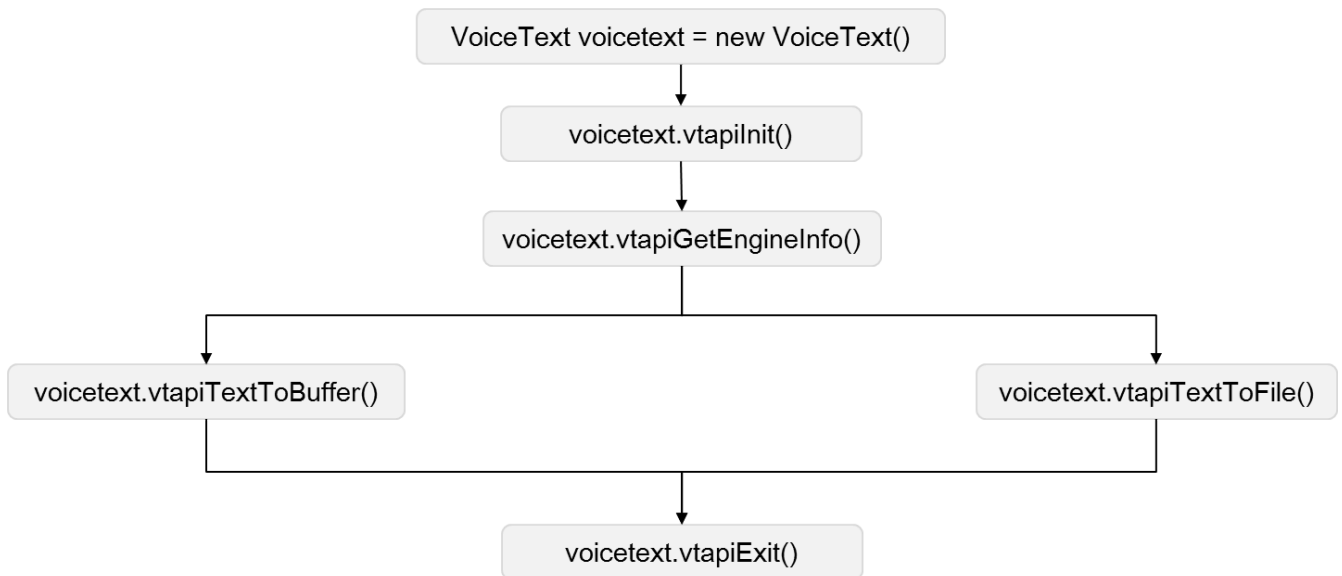 VoiceText voicetext = new VoiceText()
voicetext.vtapiInit()
voicetext.vtapiGetEngineInfo()
voicetext.vtapiTextToBuffer()
voicetext.vtapiTextToFile()
voicetext.vtapiExit()